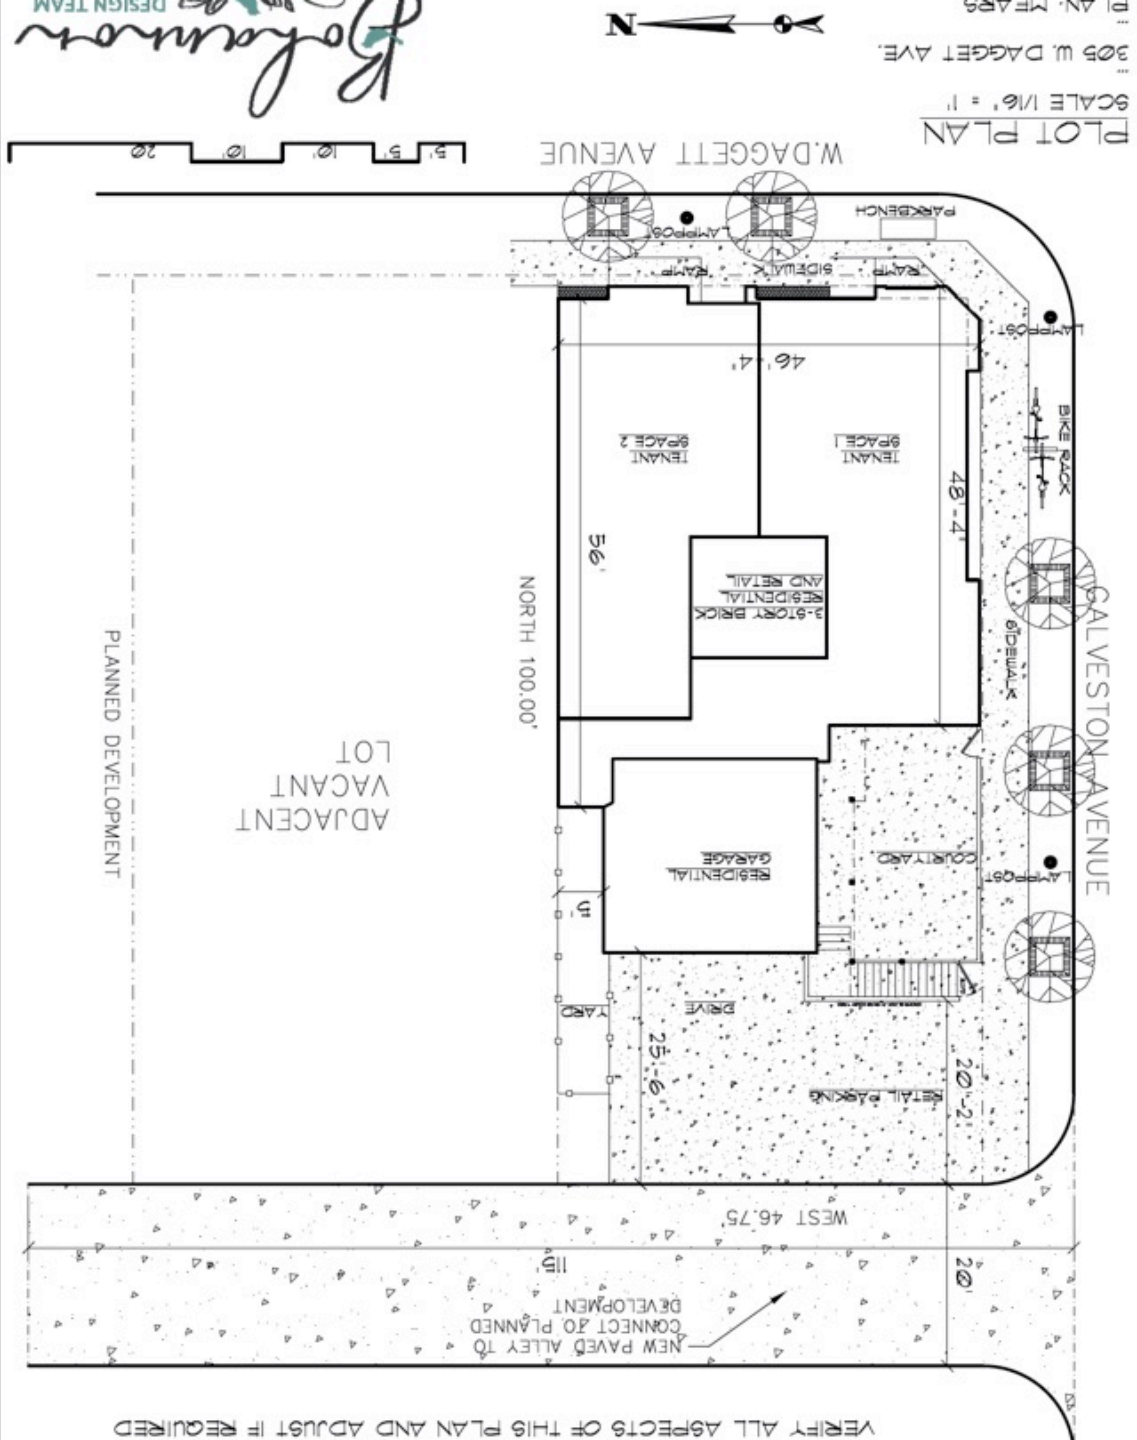 VERIFY ALL ASPECTS OF THIS PLAN AND ADJUST IF REQUIRED
NEW PAVED ALLEY TO
CONNECT TO PLANNED
DEVELOPMENT
20'
115'
WEST 46.75'
RETAIL PARKING
20'-2"
25'-6"
DRIVE
YARD
5'
LAMPPOST
COURTYARD
RESIDENTIAL
GARAGE
GALVESTON AVENUE
ADJACENT
VACANT
LOT
PLANNED DEVELOPMENT
NORTH 100.00'
SIDEWALK
3-STORY BRICK
RESIDENTIAL
AND RETAIL
56'
48'-4"
BIKE RACK
TENANT
SPACE 1
TENANT
SPACE 2
46'-4"
LAMPPOST
RAMP
SIDEWALK
RAMP
PARKBENCH
LAMPPOST
W.DAGGETT AVENUE
5'
5'
10'
10'
20'
PLOT PLAN
SCALE 1/16" = 1'
305 W. DAGGET AVE.
PLAN: MEARS
N
Bohannon
DESIGN TEAM